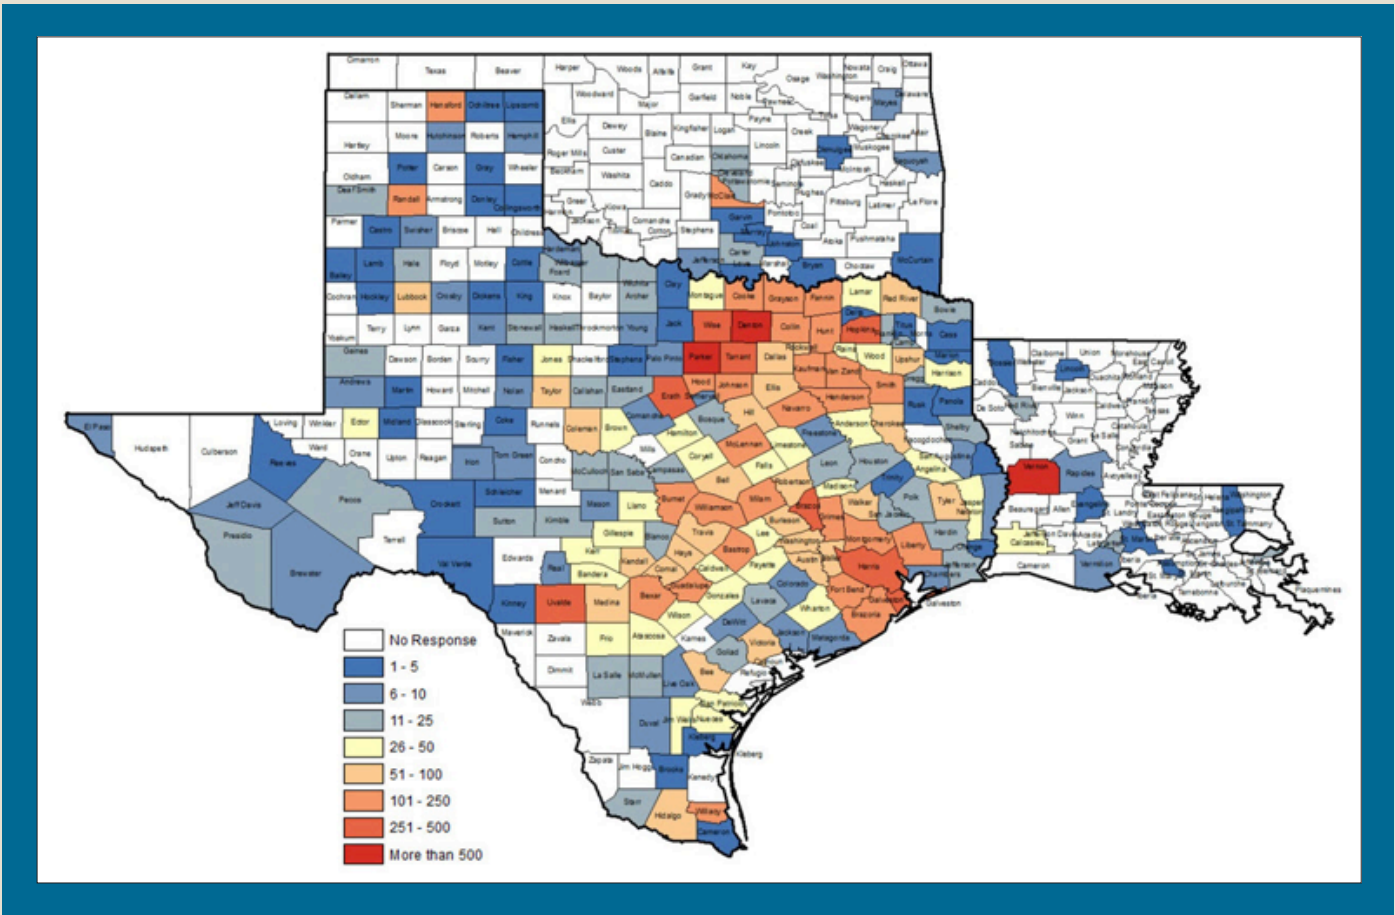 Cimarron
Texas
Beaver
Harper
Woods
Alfalfa
Grant
Kay
Osage
Washington
Nowata
Craig
Ottawa
Woodward
Major
Garfield
Noble
Pawnee
Rogers
Mayes
Delaware
Dallam
Sherman
Hansford
Ochiltree
Lipscomb
Ellis
Dewey
Blaine
Kingfisher
Logan
Payne
Creek
Tulsa
Wagoner
Cherokee
Adair
Hartley
Moore
Hutchinson
Roberts
Hemphill
Roger Mills
Custer
Canadian
Oklahoma
Lincoln
Okfuskee
Okmulgee
Muskogee
McIntosh
Sequoyah
Oldham
Potter
Carson
Gray
Wheeler
Beckham
Washita
Caddo
Grady
McClain
Cleveland
Pottawatomie
Seminole
Hughes
Pittsburg
Haskell
Latimer
Le Flore
Deaf Smith
Randall
Armstrong
Donley
Collingsworth
Harmon
Greer
Kiowa
Jackson
Tillman
Comanche
Cotton
Stephens
Garvin
Murray
Pontotoc
Coal
Johnston
Atoka
Pushmataha
Parmer
Castro
Swisher
Briscoe
Hall
Childress
Jefferson
Carter
Love
Marshall
Bryan
Choctaw
McCurtain
Bailey
Lamb
Hale
Floyd
Motley
Cottle
Hardeman
Foard
Wilbarger
Wichita
Archer
Clay
Montague
Cooke
Grayson
Fannin
Lamar
Red River
Bowie
Cochran
Hockley
Lubbock
Crosby
Dickens
King
Knox
Baylor
Yoakum
Terry
Lynn
Garza
Kent
Stonewall
Haskell
Throckmorton
Young
Jack
Wise
Denton
Collin
Hunt
Delta
Hopkins
Franklin
Titus
Morris
Camp
Cass
Marion
Gaines
Dawson
Borden
Scurry
Fisher
Jones
Shackelford
Stephens
Palo Pinto
Parker
Tarrant
Dallas
Rockwall
Kaufman
Rains
Van Zandt
Wood
Upshur
Harrison
Gregg
Andrews
Martin
Howard
Mitchell
Nolan
Taylor
Callahan
Eastland
Erath
Hood
Somervell
Johnson
Ellis
Henderson
Smith
Rusk
Panola
El Paso
Hudspeth
Culberson
Loving
Winkler
Ector
Midland
Glasscock
Sterling
Coke
Runnels
Coleman
Brown
Comanche
Hamilton
Bosque
Hill
Navarro
Anderson
Cherokee
Nacogdoches
Shelby
San Augustine
Reeves
Ward
Crane
Upton
Reagan
Irion
Tom Green
Concho
McCulloch
San Saba
Mills
Lampasas
Coryell
McLennan
Limestone
Freestone
Leon
Houston
Trinity
Angelina
Jeff Davis
Pecos
Crockett
Schleicher
Menard
Mason
Llano
Burnet
Bell
Falls
Robertson
Madison
Walker
Polk
Tyler
Jasper
Newton
Presidio
Brewster
Terrell
Val Verde
Sutton
Kimble
Gillespie
Blanco
Williamson
Milam
Brazos
Grimes
San Jacinto
Hardin
Orange
Edwards
Real
Kerr
Bandera
Kendall
Comal
Hays
Travis
Bastrop
Lee
Burleson
Washington
Austin
Waller
Montgomery
Liberty
Jefferson
Chambers
Harris
Kinney
Uvalde
Medina
Bexar
Guadalupe
Caldwell
Gonzales
Fayette
Colorado
Fort Bend
Galveston
Galveston
Brazoria
Maverick
Zavala
Frio
Atascosa
Wilson
Karnes
DeWitt
Lavaca
Wharton
Jackson
Matagorda
Dimmit
La Salle
McMullen
Live Oak
Bee
Goliad
Victoria
Calhoun
Refugio
Webb
Duval
Jim Wells
San Patricio
Nueces
Kleberg
Kleberg
Zapata
Jim Hogg
Brooks
Kenedy
Starr
Hidalgo
Willacy
Cameron
Caddo
Bossier
Webster
Claiborne
Union
Morehouse
Lincoln
Ouachita
Bienville
Jackson
De Soto
Red River
Winn
Caldwell
Franklin
Tensas
Natchitoches
Sabine
Grant
La Salle
Catahoula
Concordia
Vernon
Rapides
Avoyelles
Beauregard
Allen
Evangeline
St. Landry
Calcasieu
Jefferson Davis
Acadia
Lafayette
Cameron
Vermilion
Iberia
St. Martin
Terrebonne
Lafourche
Plaquemines
Washington
St. Tammany
No Response
1 - 5
6 - 10
11 - 25
26 - 50
51 - 100
101 - 250
251 - 500
More than 500